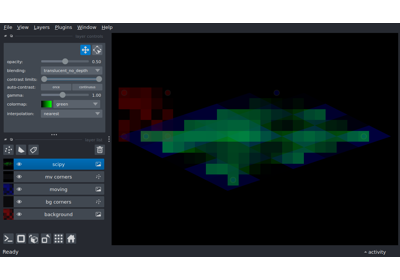 File View Layers Plugins Window Help
opacity: 0.50
blending: translucent_no_depth
contrast limits:
auto-contrast: once continuous
gamma: 1.00
colormap: green
interpolation: nearest
scipy
mv corners
moving
bg corners
background
Ready
activity